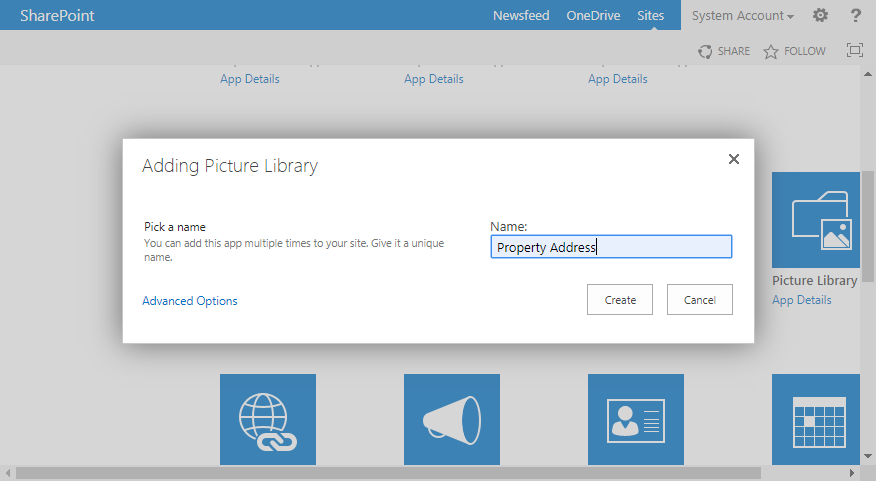 SharePoint
Newsfeed OneDrive Sites System Account ?
SHARE FOLLOW
App Details App Details App Details
Adding Picture Library
Pick a name
You can add this app multiple times to your site. Give it a unique
name.
Name:
Property Address
Advanced Options
Create Cancel
Picture Library
App Details